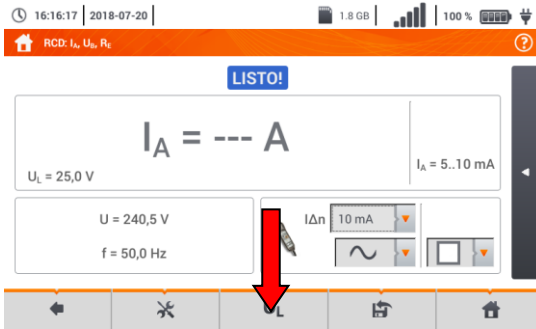 16:16:17 2018-07-20 1.8 GB 100 %
RCD: IA, UB, RE
?
LISTO!
IA = --- A
UL = 25,0 V
IA = 5..10 mA
U = 240,5 V
f = 50,0 Hz
IΔn 10 mA